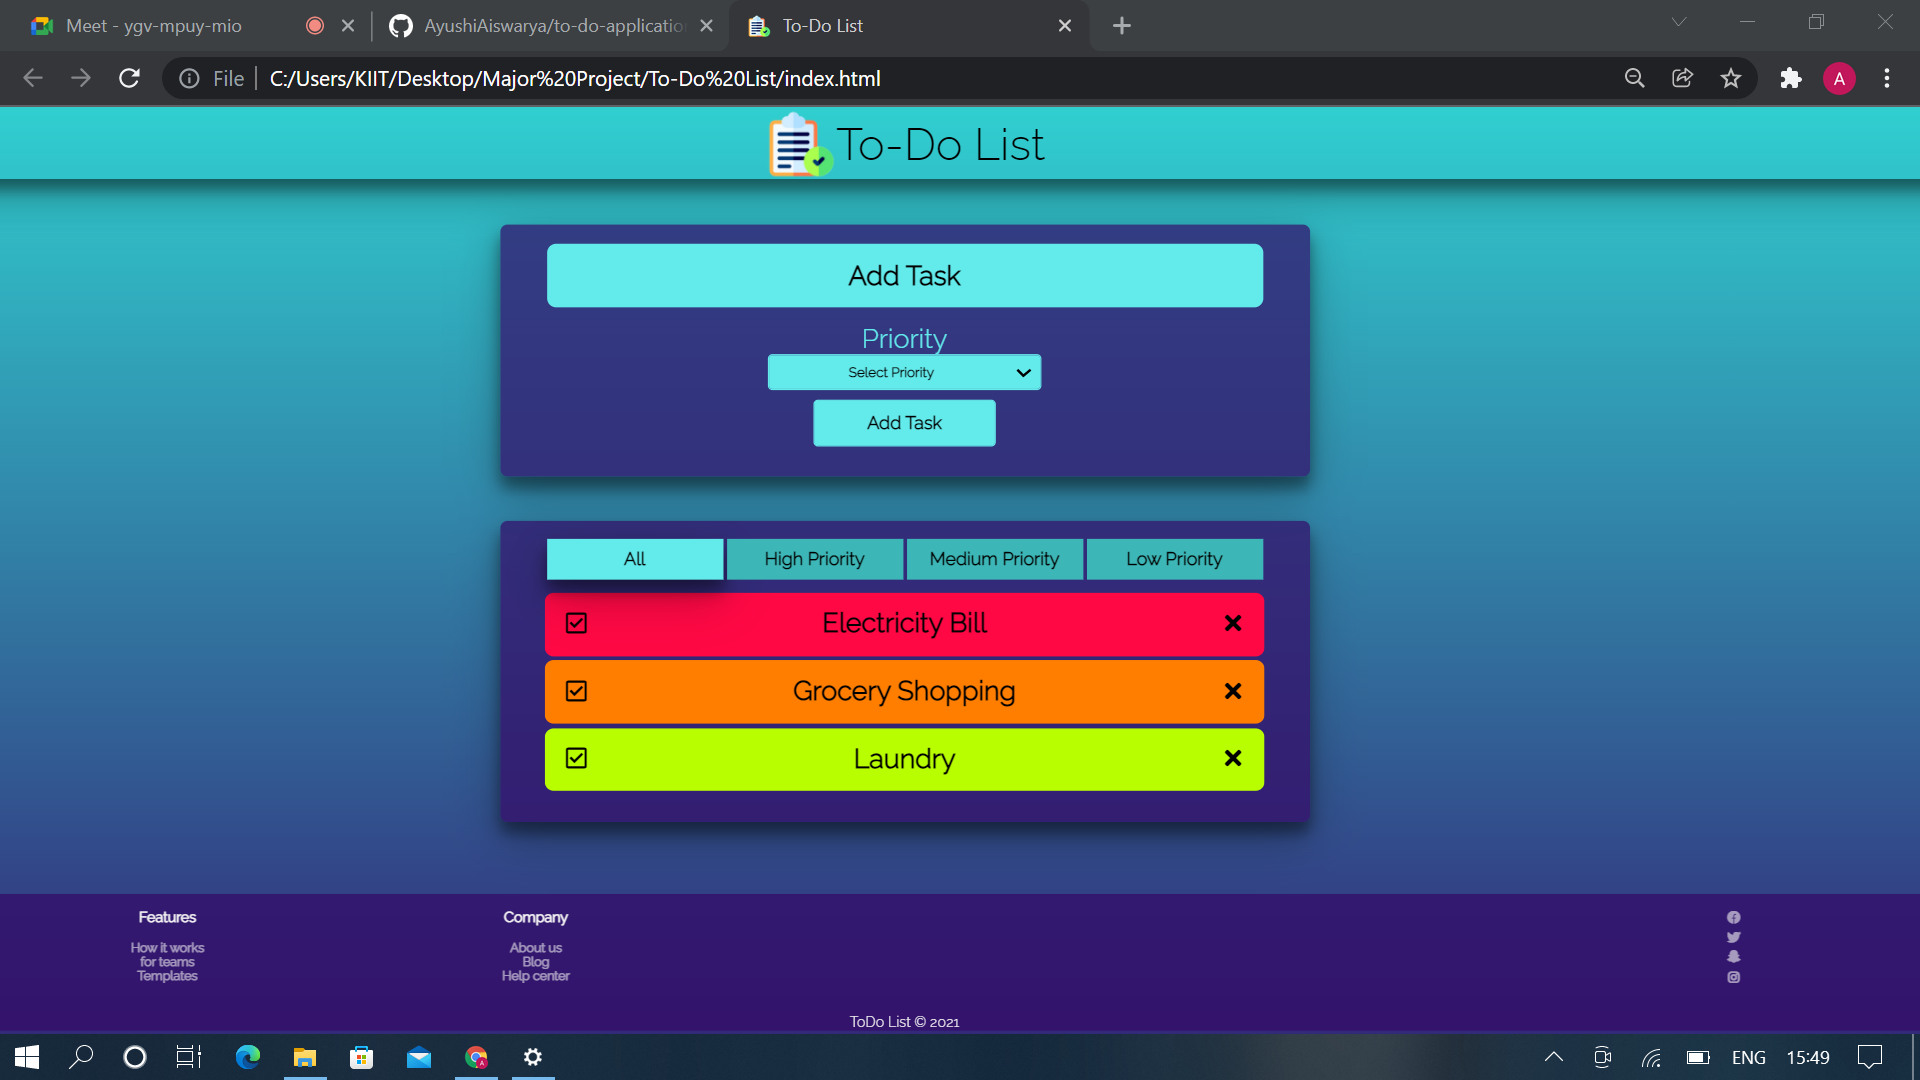 Meet - ygv-mpuy-mio
AyushiAiswarya/to-do-applicatio
To-Do List
File
C:/Users/KIIT/Desktop/Major%20Project/To-Do%20List/index.html
A
To-Do List
Add Task
Priority
Select Priority
Add Task
All High Priority Medium Priority Low Priority
Electricity Bill
Grocery Shopping
Laundry
Features
How it works
for teams
Templates
Company
About us
Blog
Help center
ToDo List © 2021
ENG 15:49